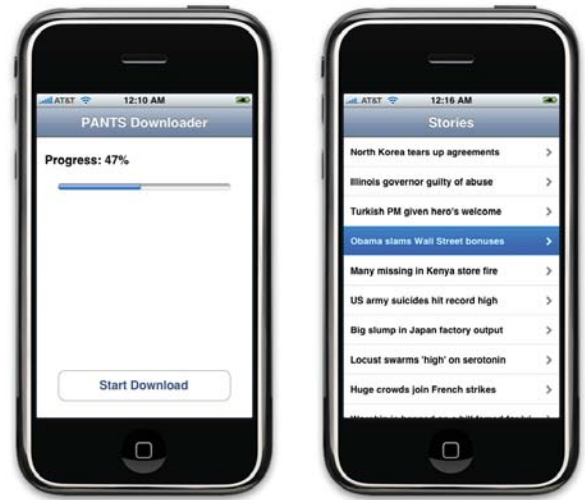 AT&T 12:10 AM
PANTS Downloader
Progress: 47%
Start Download
AT&T 12:16 AM
Stories
North Korea tears up agreements
Illinois governor guilty of abuse
Turkish PM given hero's welcome
Obama slams Wall Street bonuses
Many missing in Kenya store fire
US army suicides hit record high
Big slump in Japan factory output
Locust swarms 'high' on serotonin
Huge crowds join French strikes